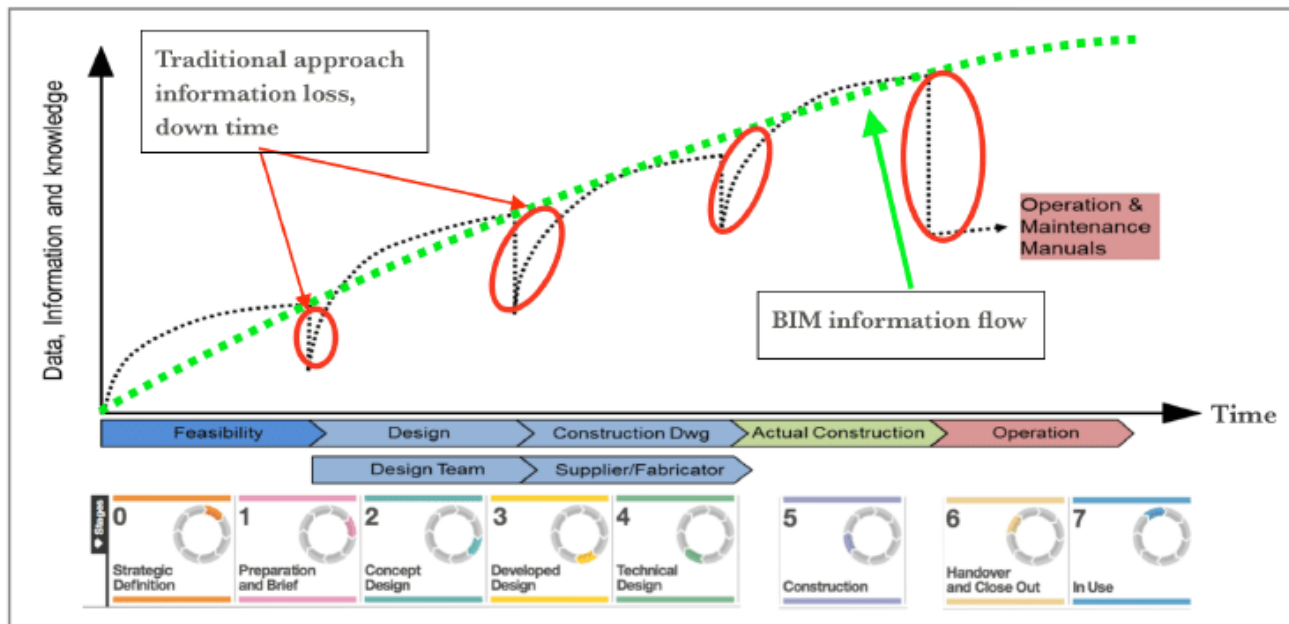 Traditional approach
information loss,
down time
Data, Information and knowledge
Operation &
Maintenance
Manuals
BIM information flow
Time
Feasibility
Design
Construction Dwg
Actual Construction
Operation
Design Team
Supplier/Fabricator
Stages
0
Strategic
Definition
1
Preparation
and Brief
2
Concept
Design
3
Developed
Design
4
Technical
Design
5
Construction
6
Handover
and Close Out
7
In Use